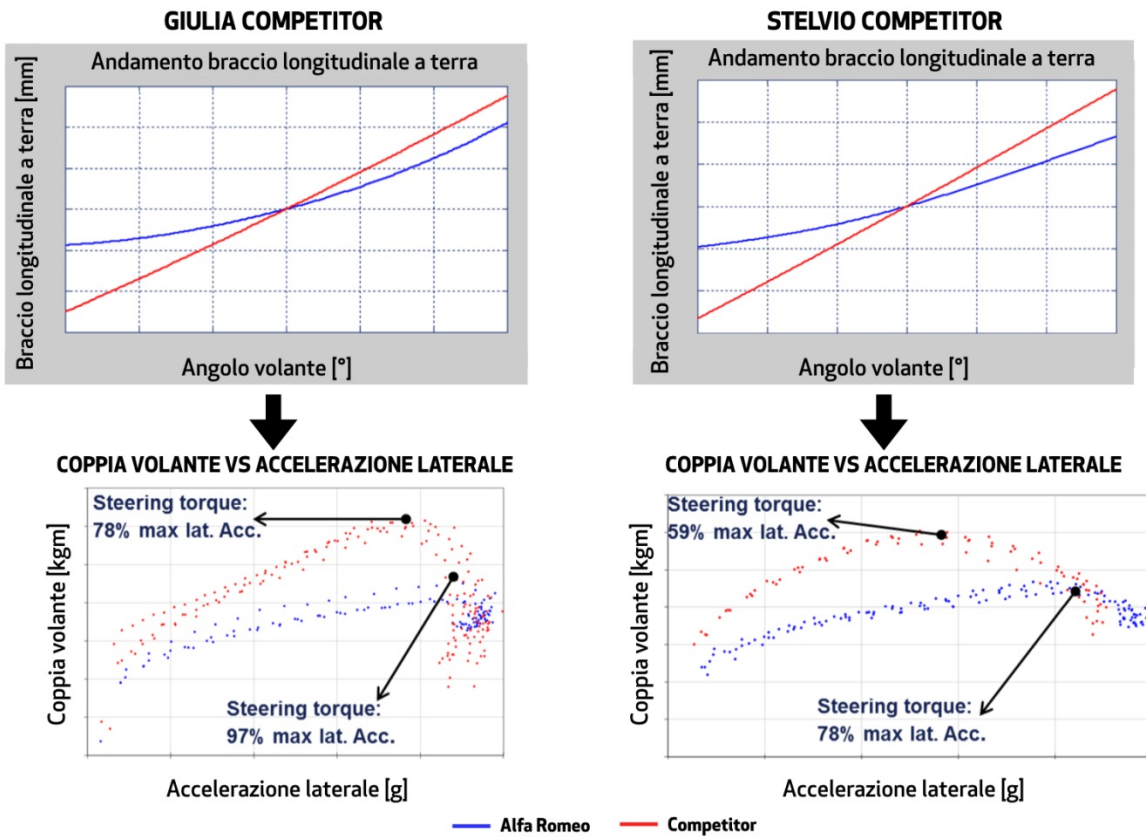 GIULIA COMPETITOR
Andamento braccio longitudinale a terra
Braccio longitudinale a terra [mm]
Angolo volante [°]
STELVIO COMPETITOR
Andamento braccio longitudinale a terra
Braccio longitudinale a terra [mm]
Angolo volante [°]
COPPIA VOLANTE VS ACCELERAZIONE LATERALE
Steering torque:
78% max lat. Acc.
Coppia volante [kgm]
Steering torque:
97% max lat. Acc.
Accelerazione laterale [g]
COPPIA VOLANTE VS ACCELERAZIONE LATERALE
Steering torque:
59% max lat. Acc.
Coppia volante [kgm]
Steering torque:
78% max lat. Acc.
Accelerazione laterale [g]
Alfa Romeo
Competitor